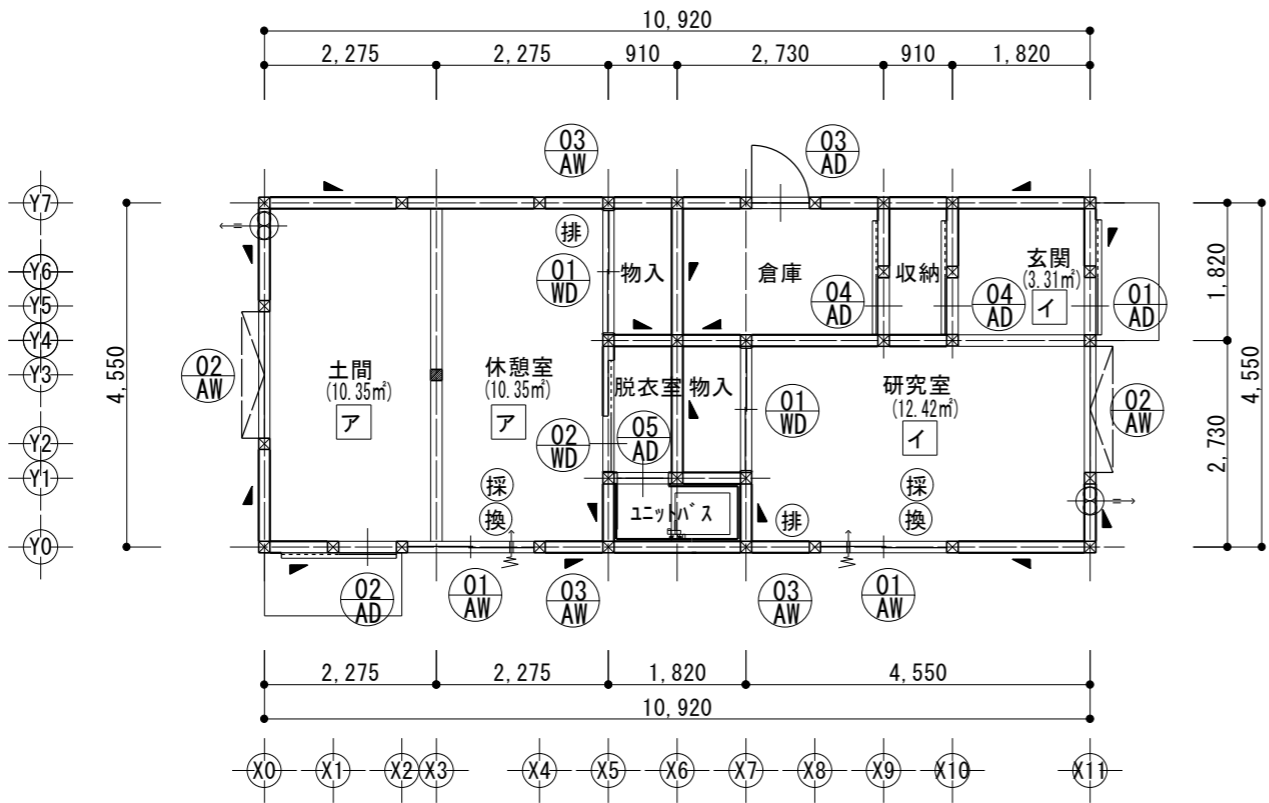 10,920
2,275
2,275
910
2,730
910
1,820
03
AW
03
AD
Y7
Y6
Y5
Y4
Y3
Y2
Y1
Y0
4,550
排
01
WD
物入
倉庫
04
AD
収納
04
AD
玄関
(3.31㎡)
イ
01
AD
1,820
2,730
4,550
02
AW
土間
(10.35㎡)
ア
休憩室
(10.35㎡)
ア
脱衣室
物入
02
WD
05
AD
01
WD
研究室
(12.42㎡)
イ
02
AW
採
換
ユニットバス
排
採
換
02
AD
01
AW
03
AW
03
AW
01
AW
2,275
2,275
1,820
4,550
10,920
X0
X1
X2
X3
X4
X5
X6
X7
X8
X9
X10
X11